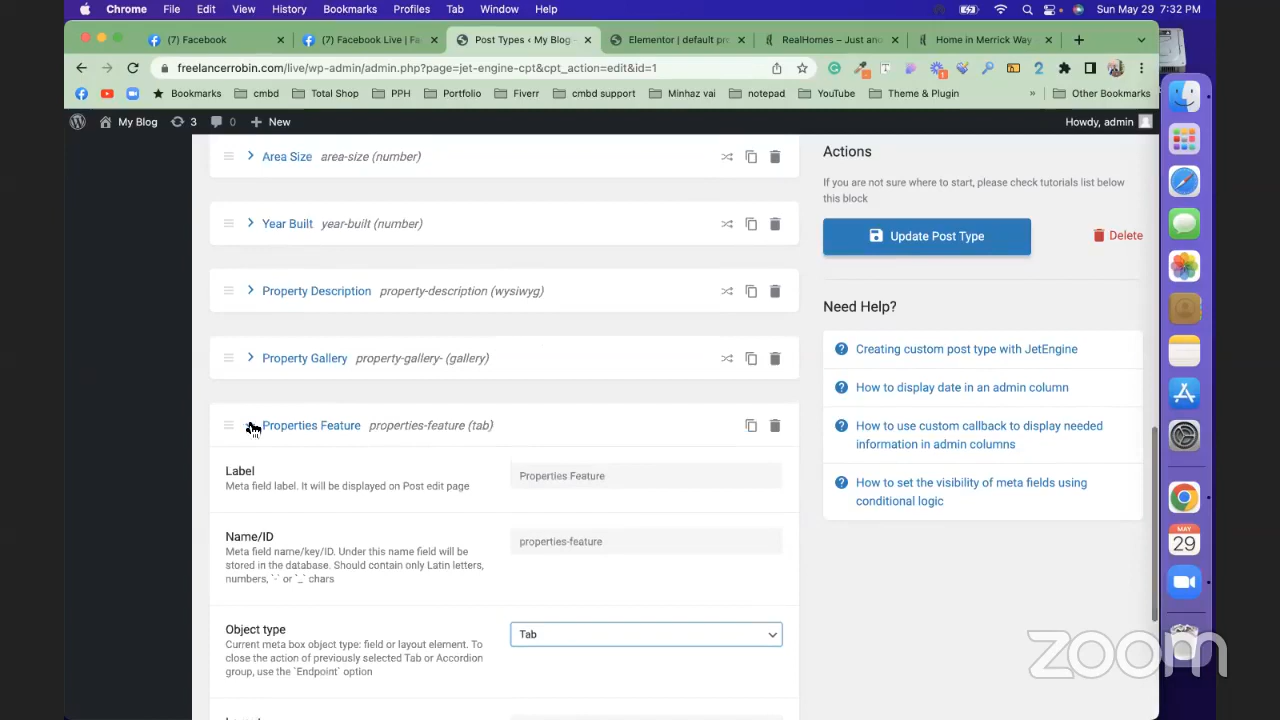 Chrome File Edit View History Bookmarks Profiles Tab Window Help Sun May 29 7:32 PM
(7) Facebook (7) Facebook Live | Fa Post Types ‹ My Blog – Elementor | default pr RealHomes – Just an Home in Merrick Way
freelancerrobin.com/live/wp-admin/admin.php?page=jet-engine-cpt&cpt_action=edit&id=1
Bookmarks cmbd Total Shop PPH Portfolio Fiverr cmbd support Minhaz vai notepad YouTube Theme & Plugin » Other Bookmarks
My Blog 3 0 New Howdy, admin
Area Size area-size (number)
Year Built year-built (number)
Property Description property-description (wysiwyg)
Property Gallery property-gallery- (gallery)
Properties Feature properties-feature (tab)
Label
Meta field label. It will be displayed on Post edit page
Properties Feature
Name/ID
Meta field name/key/ID. Under this name field will be
stored in the database. Should contain only Latin letters,
numbers, `-` or `_` chars
properties-feature
Object type
Current meta box object type: field or layout element. To
close the action of previously selected Tab or Accordion
group, use the `Endpoint` option
Tab
Actions
If you are not sure where to start, please check tutorials list below
this block
Update Post Type
Delete
Need Help?
Creating custom post type with JetEngine
How to display date in an admin column
How to use custom callback to display needed
information in admin columns
How to set the visibility of meta fields using
conditional logic
MAY
29
zoom